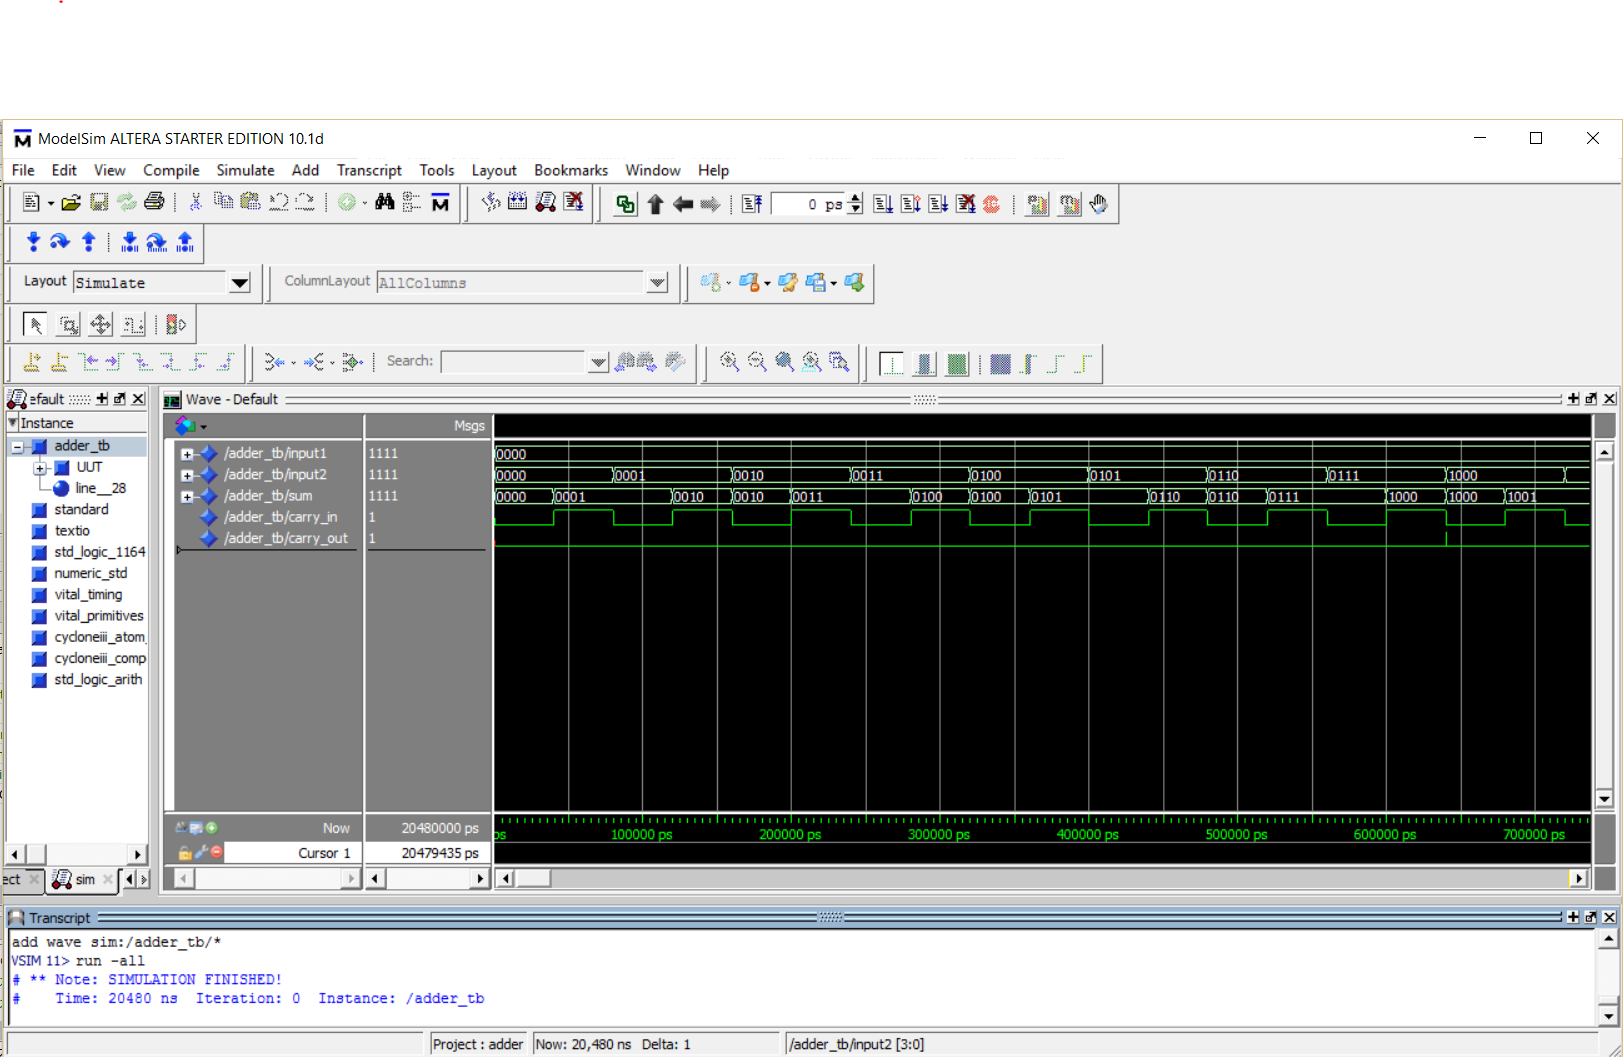 ModelSim ALTERA STARTER EDITION 10.1d
File Edit View Compile Simulate Add Transcript Tools Layout Bookmarks Window Help
0 ps
Layout Simulate ColumnLayout AllColumns
Search:
efault
Wave - Default
Instance
Msgs
adder_tb
UUT
line__28
standard
textio
std_logic_1164
numeric_std
vital_timing
vital_primitives
cycloneiii_atom
cycloneiii_comp
std_logic_arith
/adder_tb/input1 1111 0000
/adder_tb/input2 1111 0000 0001 0010 0011 0100 0101 0110 0111 1000
/adder_tb/sum 1111 0000 0001 0010 0010 0011 0100 0100 0101 0110 0110 0111 1000 1000 1001
/adder_tb/carry_in 1
/adder_tb/carry_out 1
Now 20480000 ps
ps 100000 ps 200000 ps 300000 ps 400000 ps 500000 ps 600000 ps 700000 ps
Cursor 1 20479435 ps
ect sim
Transcript
add wave sim:/adder_tb/*
VSIM 11> run -all
# ** Note: SIMULATION FINISHED!
# Time: 20480 ns Iteration: 0 Instance: /adder_tb
Project : adder Now: 20,480 ns Delta: 1 /adder_tb/input2 [3:0]